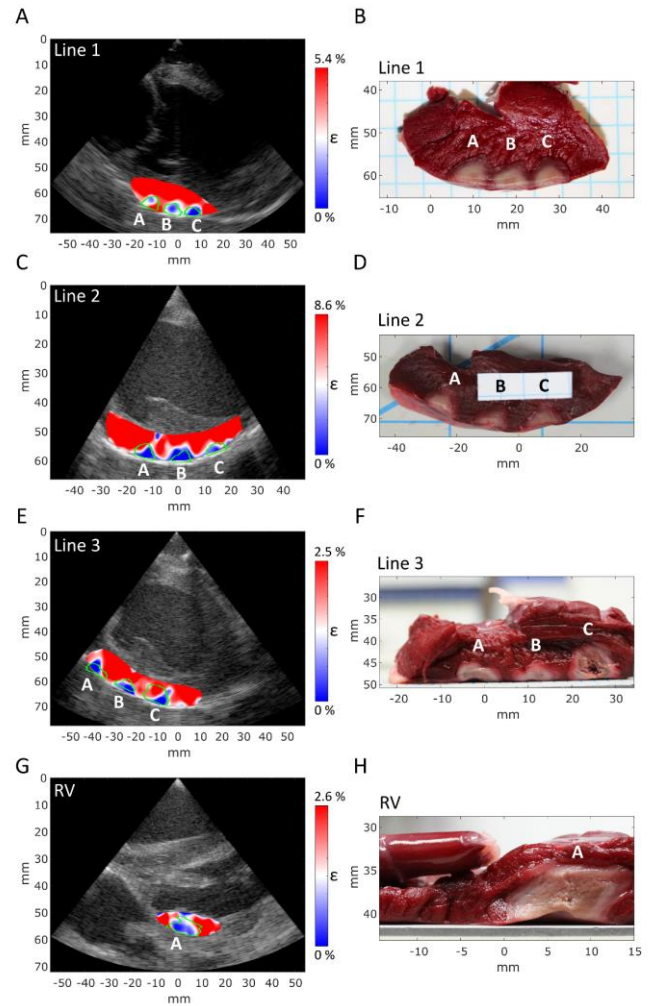 A
B
Line 1
Line 1
0
10
20
30
40
50
60
70
mm
A B C
-50 -40 -30 -20 -10 0 10 20 30 40 50
mm
5.4 %
ε
0 %
40
50
60
mm
A B C
-10 0 10 20 30 40
mm
C
D
Line 2
Line 2
0
10
20
30
40
50
60
mm
A B C
-40 -30 -20 -10 0 10 20 30 40
mm
8.6 %
ε
0 %
50
60
70
mm
A B C
-40 -20 0 20
mm
E
F
Line 3
Line 3
0
10
20
30
40
50
60
70
mm
A B C
-50 -40 -30 -20 -10 0 10 20 30 40 50
mm
2.5 %
ε
0 %
30
35
40
45
50
mm
A B C
-20 -10 0 10 20 30
mm
G
H
RV
RV
0
10
20
30
40
50
60
70
mm
A
-50 -40 -30 -20 -10 0 10 20 30 40 50
mm
2.6 %
ε
0 %
30
35
40
mm
A
-10 -5 0 5 10 15
mm